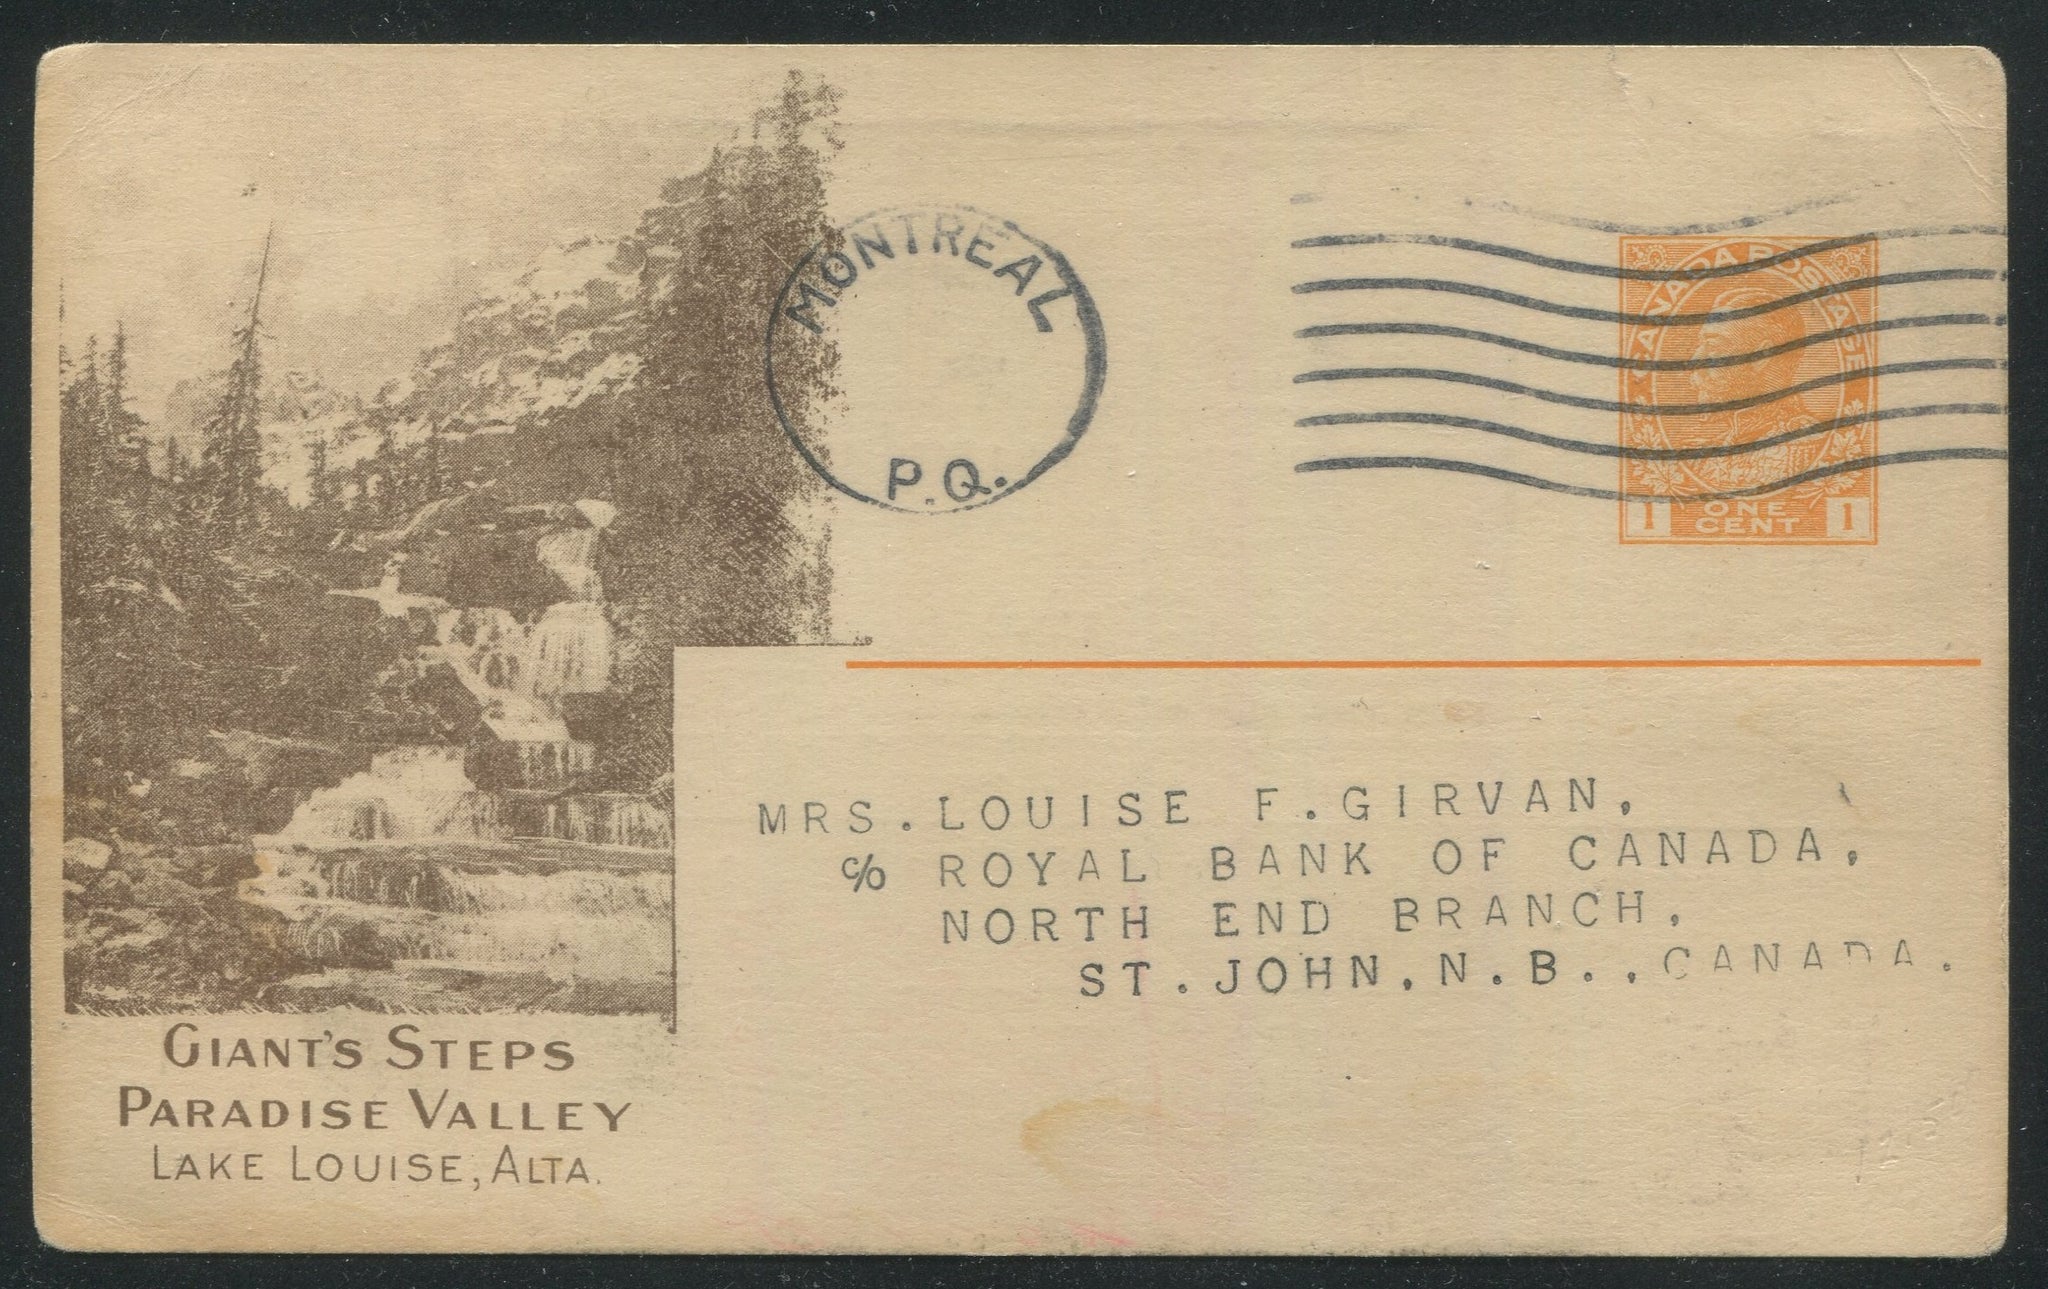 MONTREAL
P.Q.
CANADA POSTAGE
1 ONE CENT 1
MRS. LOUISE F. GIRVAN,
c/o ROYAL BANK OF CANADA,
NORTH END BRANCH,
ST. JOHN, N. B., CANADA.
GIANT'S STEPS
PARADISE VALLEY
LAKE LOUISE, ALTA.